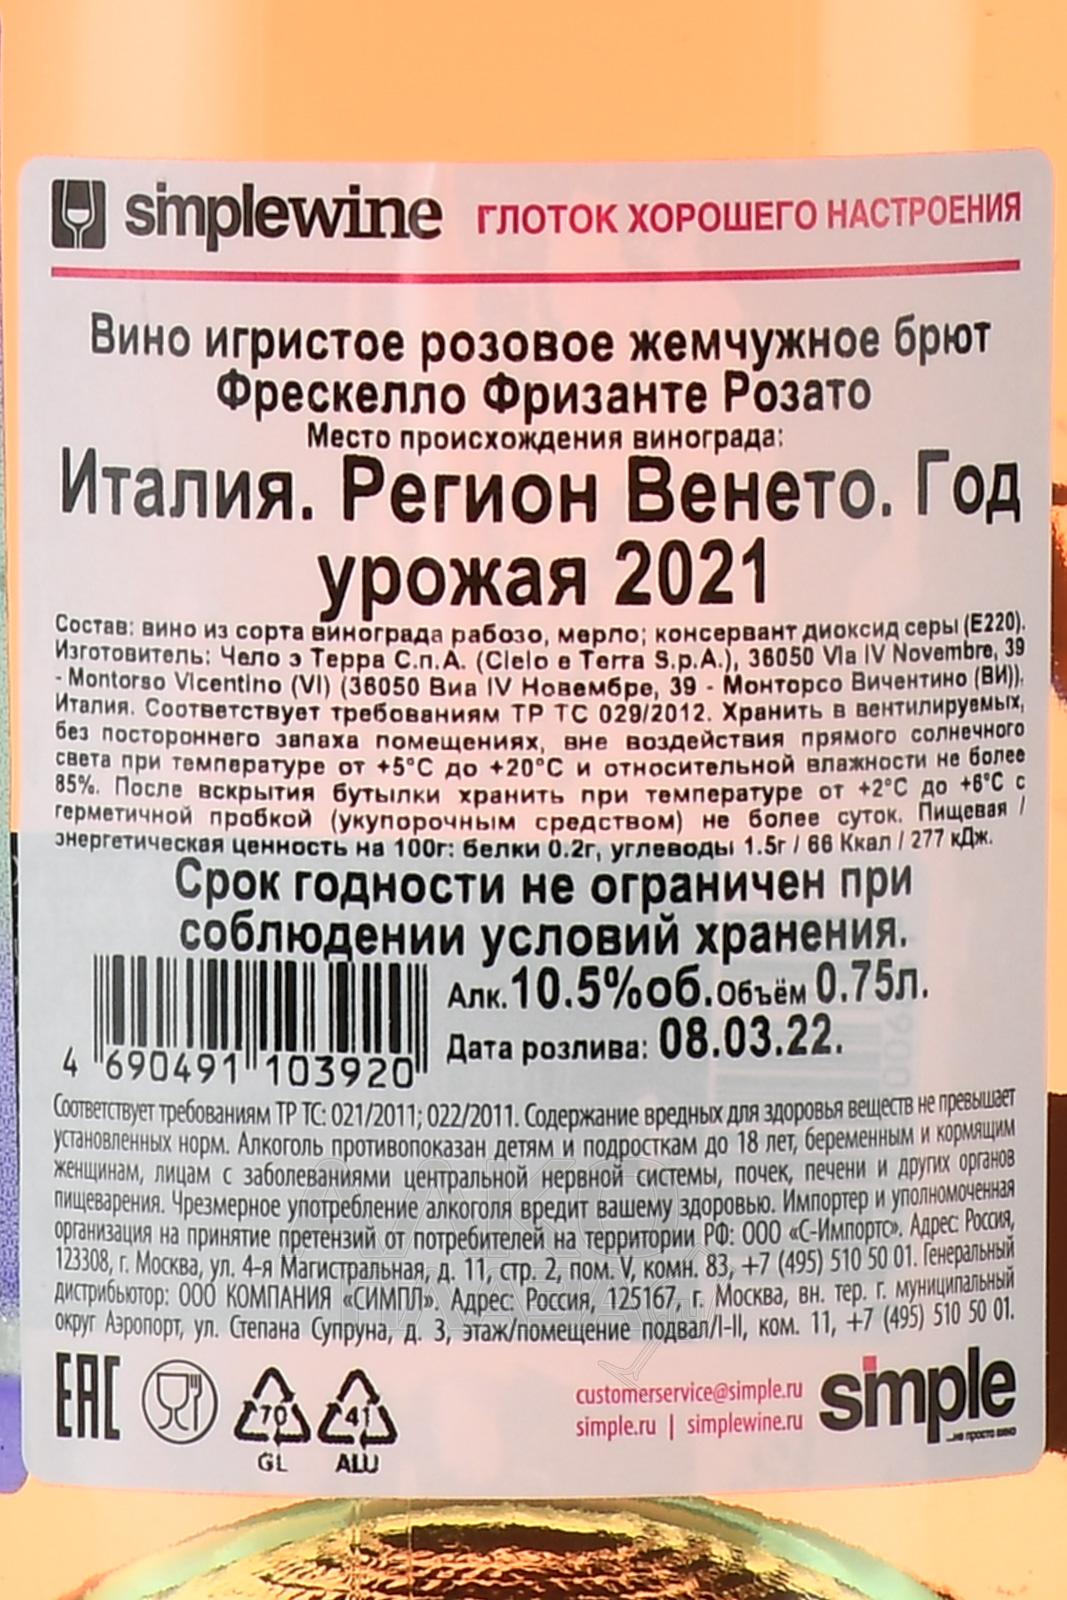 simplewine ГЛОТОК ХОРОШЕГО НАСТРОЕНИЯ
Вино игристое розовое жемчужное брют
Фрескелло Фризанте Розато
Место происхождения винограда:
Италия. Регион Венето. Год
урожая 2021
Состав: вино из сорта винограда рабозо, мерло; консервант диоксид серы (Е220).
Изготовитель: Чело э Терра С.п.А. (Cielo e Terra S.p.A.), 36050 Via IV Novembre, 39
- Montorso Vicentino (VI) (36050 Виа IV Новембре, 39 - Монторсо Вичентино (ВИ)),
Италия. Соответствует требованиям ТР ТС 029/2012. Хранить в вентилируемых,
без постороннего запаха помещениях, вне воздействия прямого солнечного
света при температуре от +5°С до +20°С и относительной влажности не более
85%. После вскрытия бутылки хранить при температуре от +2°С до +6°С с
герметичной пробкой (укупорочным средством) не более суток. Пищевая /
энергетическая ценность на 100г: белки 0.2г, углеводы 1.5г / 66 Ккал / 277 кДж.
Срок годности не ограничен при
соблюдении условий хранения.
Алк.10.5%об.Объём 0.75л.
Дата розлива: 08.03.22.
4 690491 103920
Соответствует требованиям ТР ТС: 021/2011; 022/2011. Содержание вредных для здоровья веществ не превышает
установленных норм. Алкоголь противопоказан детям и подросткам до 18 лет, беременным и кормящим
женщинам, лицам с заболеваниями центральной нервной системы, почек, печени и других органов
пищеварения. Чрезмерное употребление алкоголя вредит вашему здоровью. Импортер и уполномоченная
организация на принятие претензий от потребителей на территории РФ: ООО «С-Импортс». Адрес: Россия,
123308, г. Москва, ул. 4-я Магистральная, д. 11, стр. 2, пом. V, комн. 83, +7 (495) 510 50 01. Генеральный
дистрибьютор: ООО КОМПАНИЯ «СИМПЛ». Адрес: Россия, 125167, г. Москва, вн. тер. г. муниципальный
округ Аэропорт, ул. Степана Супруна, д. 3, этаж/помещение подвал/I-II, ком. 11, +7 (495) 510 50 01.
EAC
70
GL
41
ALU
customerservice@simple.ru
simple.ru | simplewine.ru
simple
...не просто вино